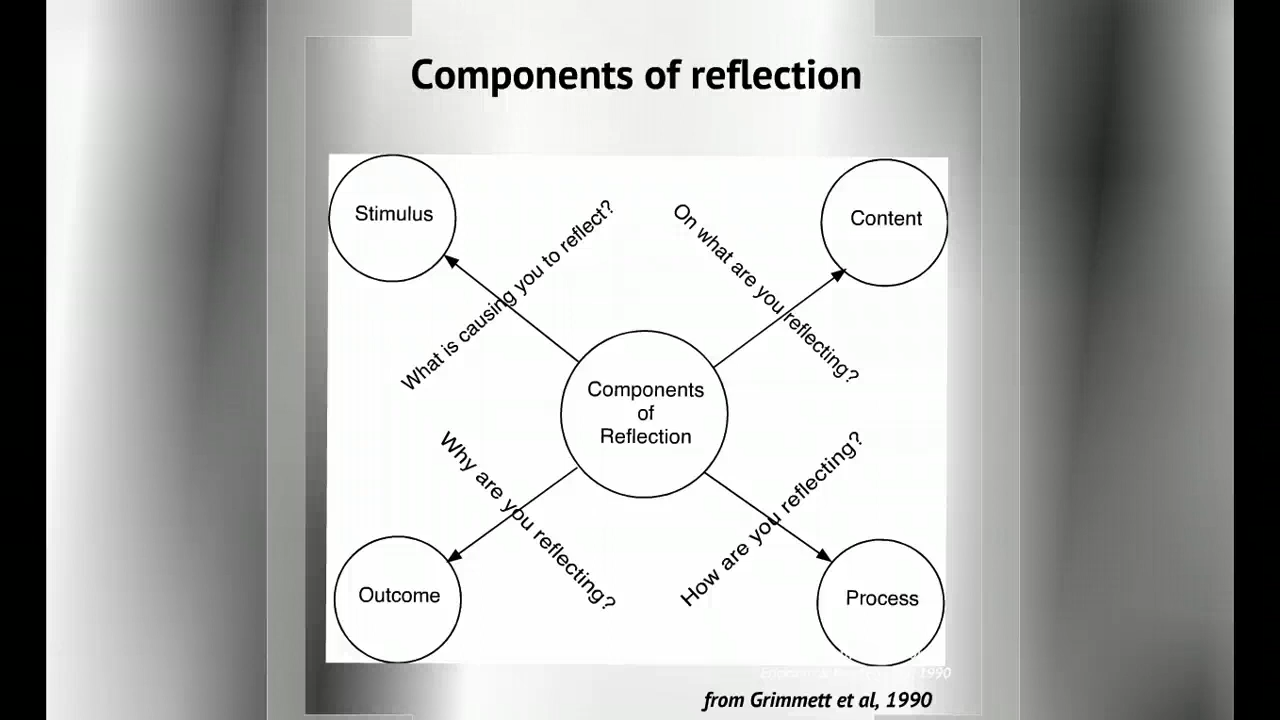 Components of reflection
Stimulus
What is causing you to reflect?
On what are you reflecting?
Content
Components
of
Reflection
Why are you reflecting?
How are you reflecting?
Outcome
Process
1990
from Grimmett et al, 1990